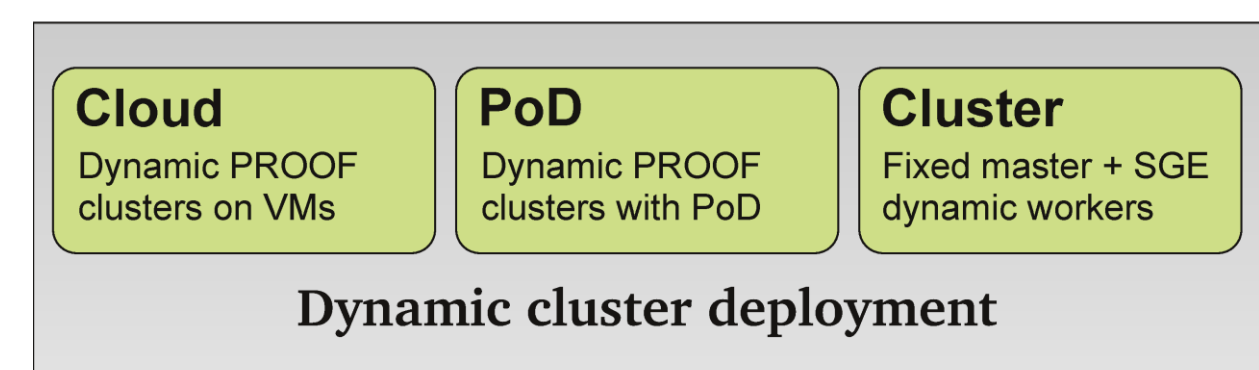 Cloud
Dynamic PROOF
clusters on VMs
PoD
Dynamic PROOF
clusters with PoD
Cluster
Fixed master + SGE
dynamic workers
Dynamic cluster deployment